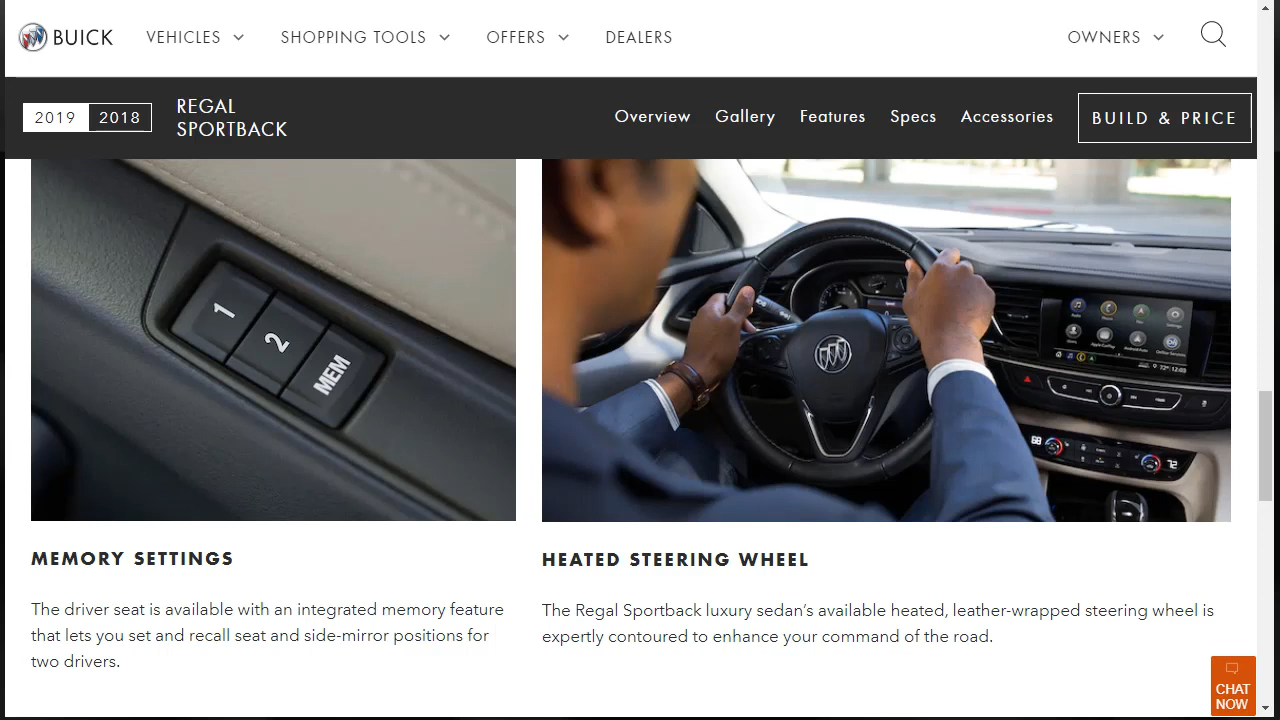 BUICK
VEHICLES
SHOPPING TOOLS
OFFERS
DEALERS
OWNERS
2019
2018
REGAL
SPORTBACK
Overview
Gallery
Features
Specs
Accessories
BUILD & PRICE
1
2
MEM
68
72
MEMORY SETTINGS
The driver seat is available with an integrated memory feature
that lets you set and recall seat and side-mirror positions for
two drivers.
HEATED STEERING WHEEL
The Regal Sportback luxury sedan’s available heated, leather-wrapped steering wheel is
expertly contoured to enhance your command of the road.
CHAT
NOW